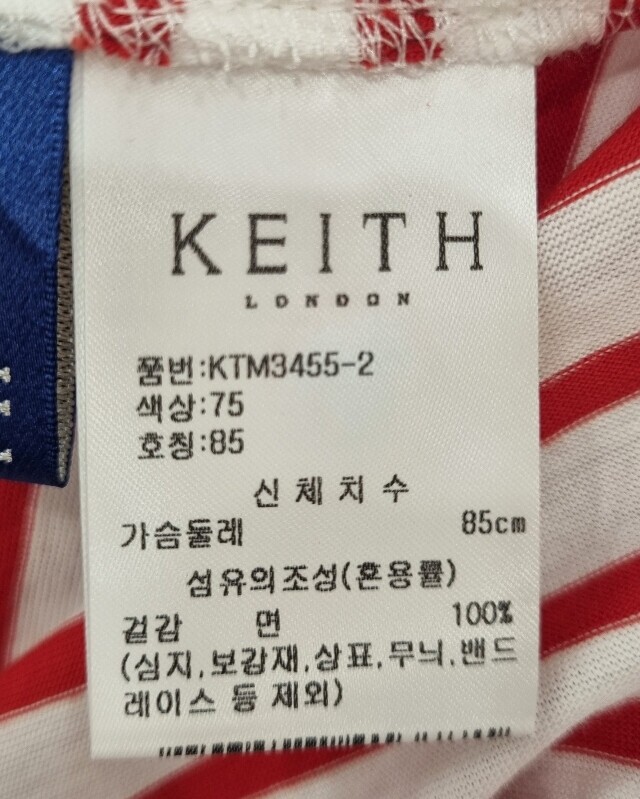 KEITH
LONDON
품번:KTM3455-2
색상:75
호칭:85
신체치수
가슴둘레 85cm
섬유의조성(혼용률)
겉감 면 100%
(심지,보강재,상표,무늬,밴드
레이스 등 제외)